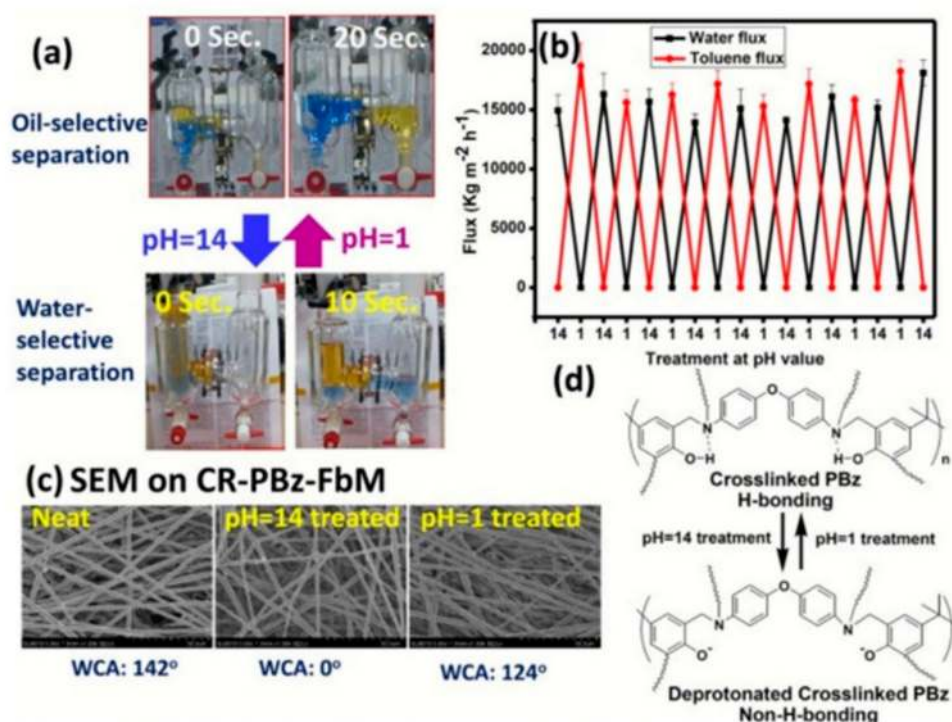 (a)
0 Sec.
20 Sec.
Oil-selective
separation
pH=14
pH=1
Water-
selective
separation
0 Sec.
10 Sec.
(b)
Water flux
Toluene flux
Flux (Kg m-2 h-1)
20000
15000
10000
5000
0
14 1 14 1 14 1 14 1 14 1 14 1 14 1 14 1 14
Treatment at pH value
(c) SEM on CR-PBz-FbM
Neat
pH=14 treated
pH=1 treated
WCA: 142°
WCA: 0°
WCA: 124°
(d)
O
N
N
O-H
H-O
n
Crosslinked PBz
H-bonding
pH=14 treatment
pH=1 treatment
O
N
N
O-
O-
Deprotonated Crosslinked PBz
Non-H-bonding